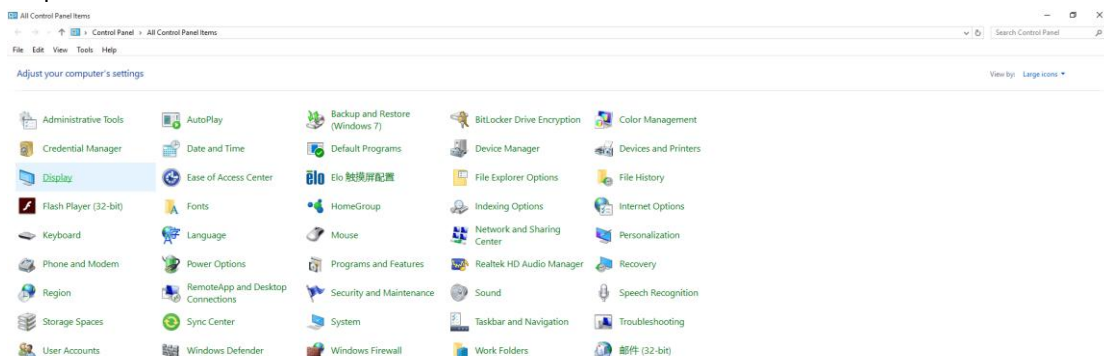 All Control Panel Items
Control Panel > All Control Panel Items
Search Control Panel
File Edit View Tools Help
Adjust your computer's settings
View by: Large icons
Administrative Tools
AutoPlay
Backup and Restore
(Windows 7)
BitLocker Drive Encryption
Color Management
Credential Manager
Date and Time
Default Programs
Device Manager
Devices and Printers
Display
Ease of Access Center
elo
Elo 触摸屏配置
File Explorer Options
File History
Flash Player (32-bit)
Fonts
HomeGroup
Indexing Options
Internet Options
Keyboard
Language
Mouse
Network and Sharing
Center
Personalization
Phone and Modem
Power Options
Programs and Features
Realtek HD Audio Manager
Recovery
Region
RemoteApp and Desktop
Connections
Security and Maintenance
Sound
Speech Recognition
Storage Spaces
Sync Center
System
Taskbar and Navigation
Troubleshooting
User Accounts
Windows Defender
Windows Firewall
Work Folders
邮件 (32-bit)